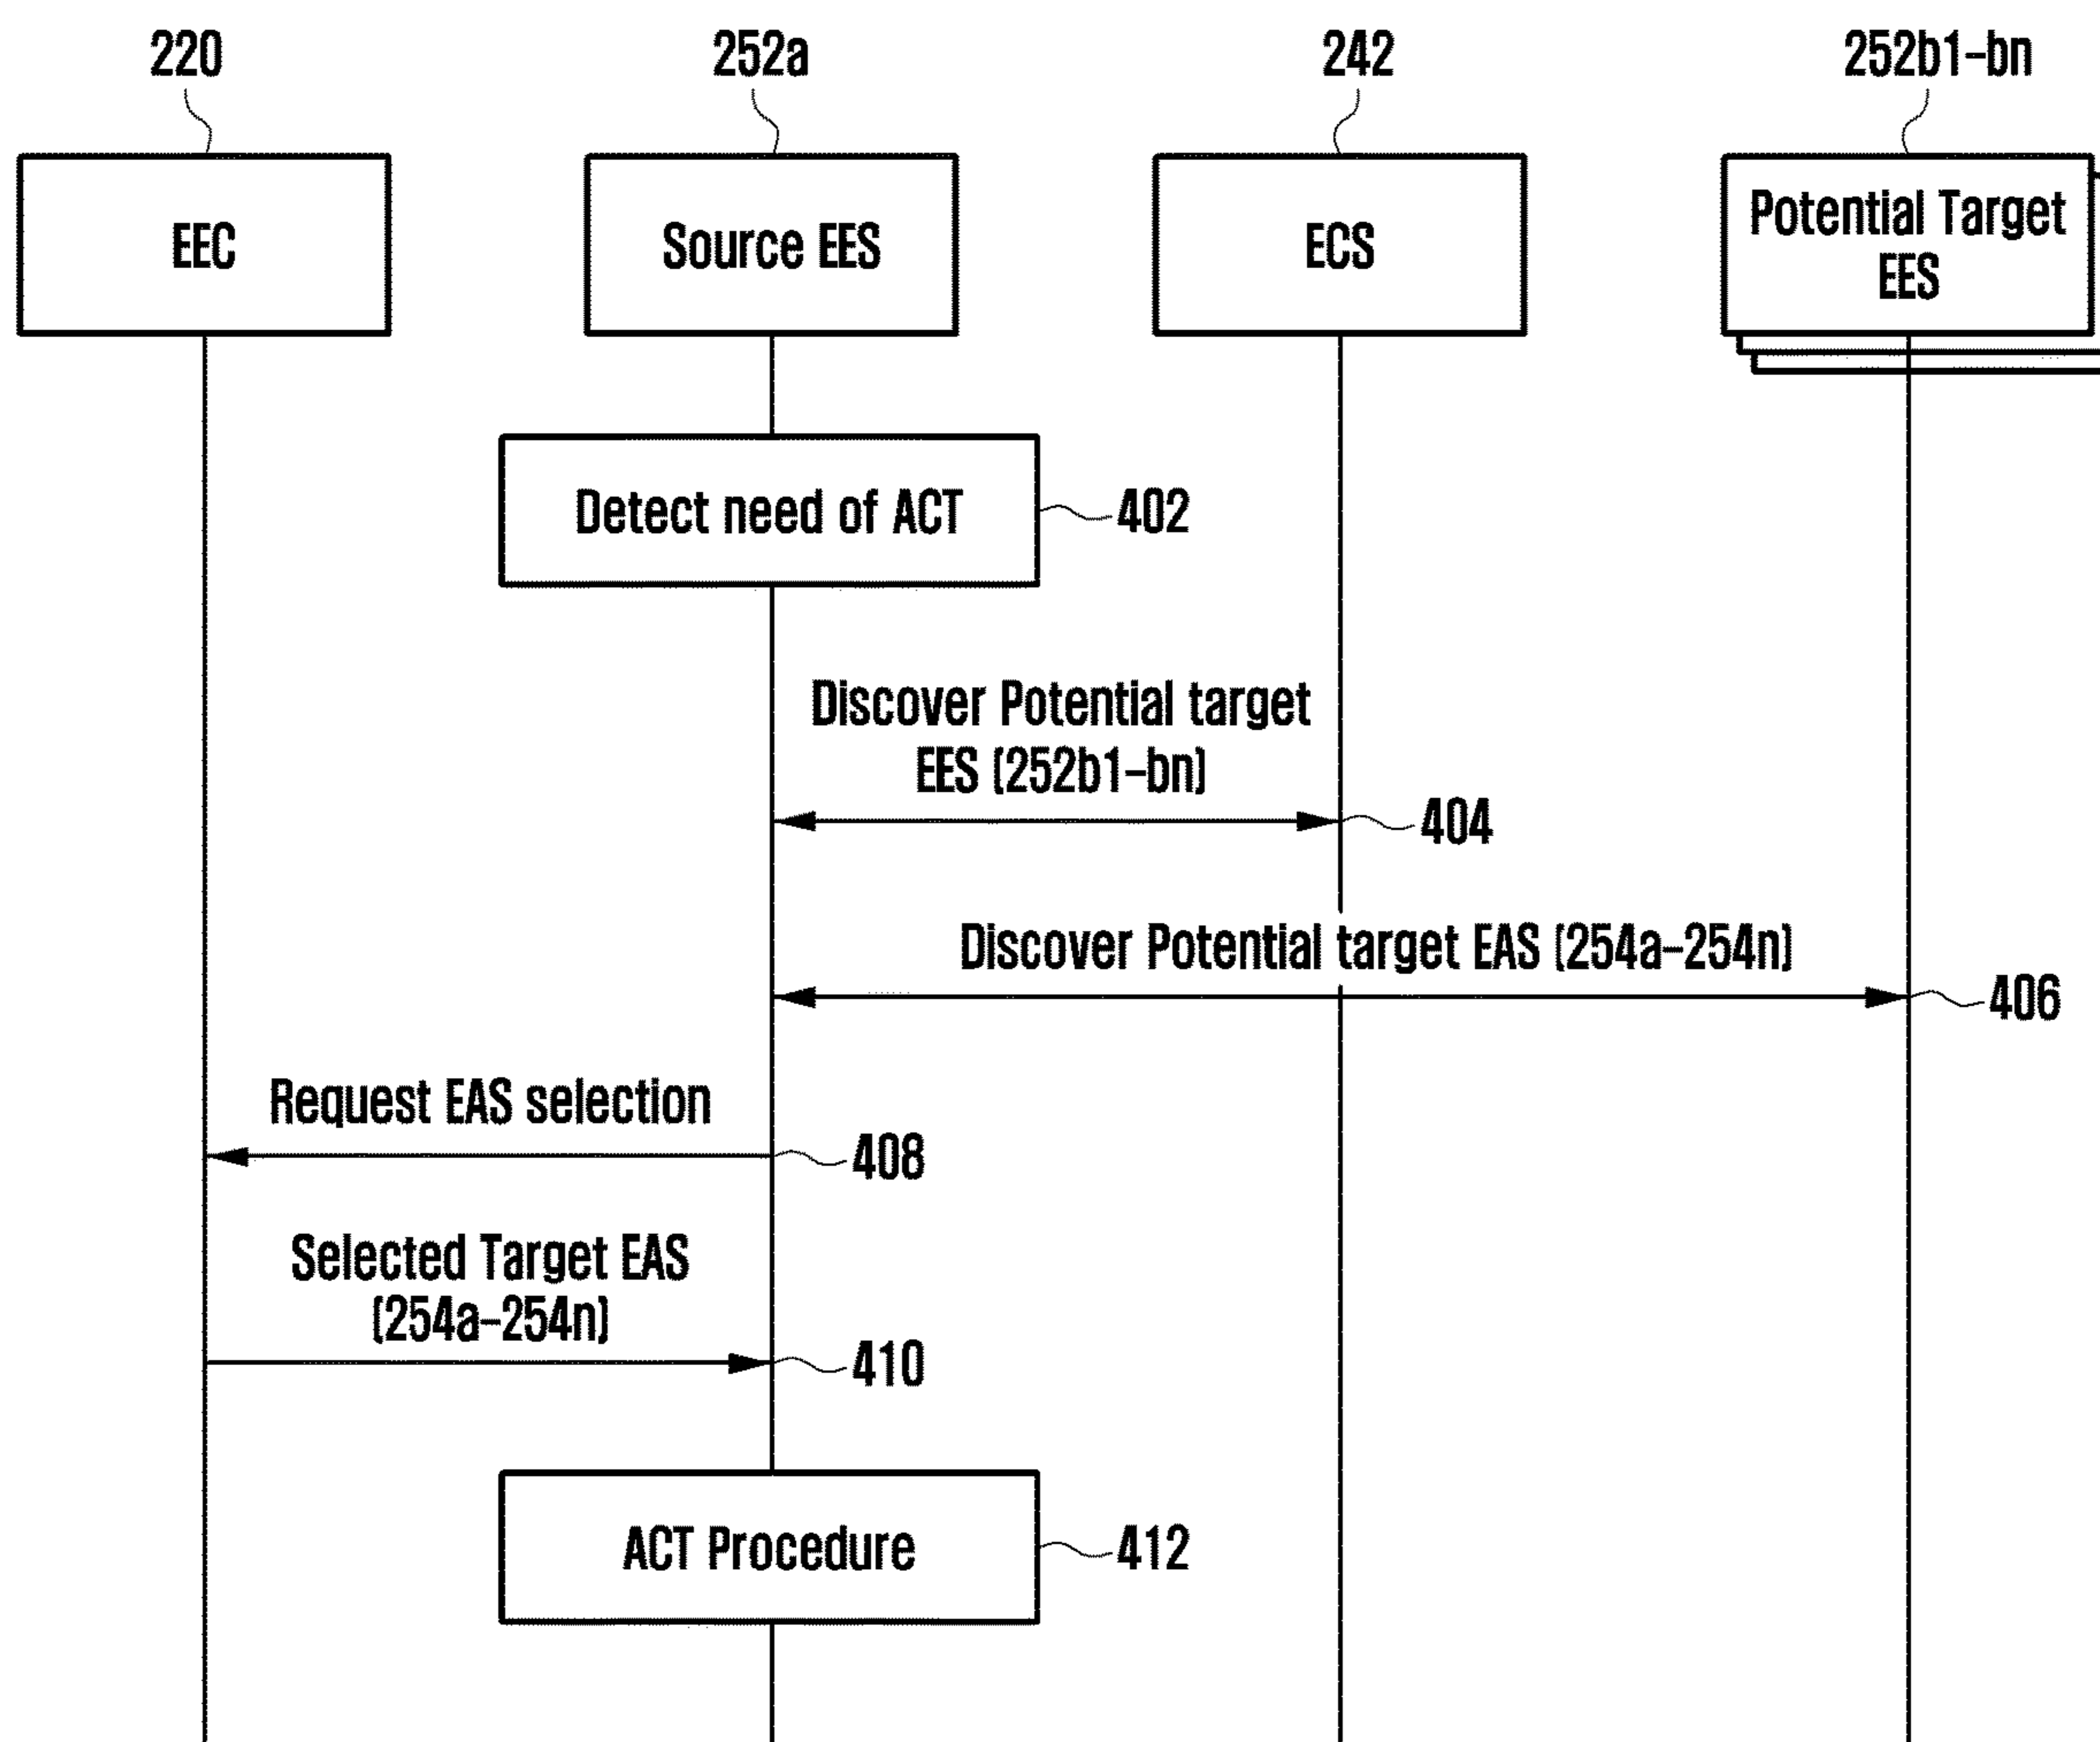 220
252a
242
252b1-bn
EEC
Source EES
ECS
Potential Target
EES
Detect need of ACT
402
Discover Potential target
EES (252b1-bn)
404
Discover Potential target EAS (254a-254n)
406
Request EAS selection
408
Selected Target EAS
(254a-254n)
410
ACT Procedure
412